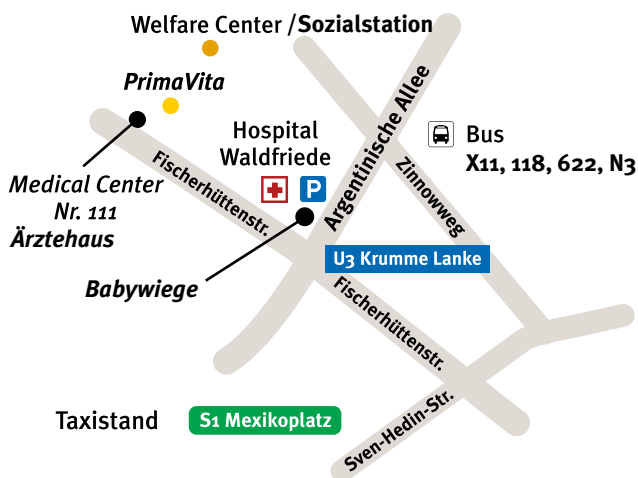 Welfare Center /Sozialstation
PrimaVita
Hospital
Waldfriede
P
Argentinische Allee
Bus
X11, 118, 622, N3
Zinnowweg
Fischerhüttenstr.
Medical Center
Nr. 111
Ärztehaus
Babywiege
U3 Krumme Lanke
Fischerhüttenstr.
Taxistand
S1 Mexikoplatz
Sven-Hedin-Str.